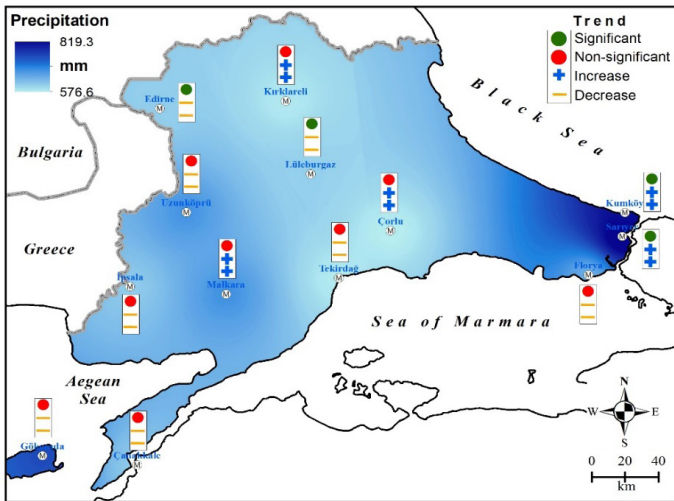 Precipitation
819.3
mm
576.6
Trend
Significant
Non-significant
Increase
Decrease
Black Sea
Bulgaria
Greece
Aegean
Sea
Sea of Marmara
Edirne
M
Kırklareli
M
Lüleburgaz
M
Uzunköprü
M
Çorlu
M
Kumköy
M
M
Florya
M
Tekirdağ
M
Malkara
M
İpsala
M
M
Çanakkale
M
N
W
E
S
0 20 40
km